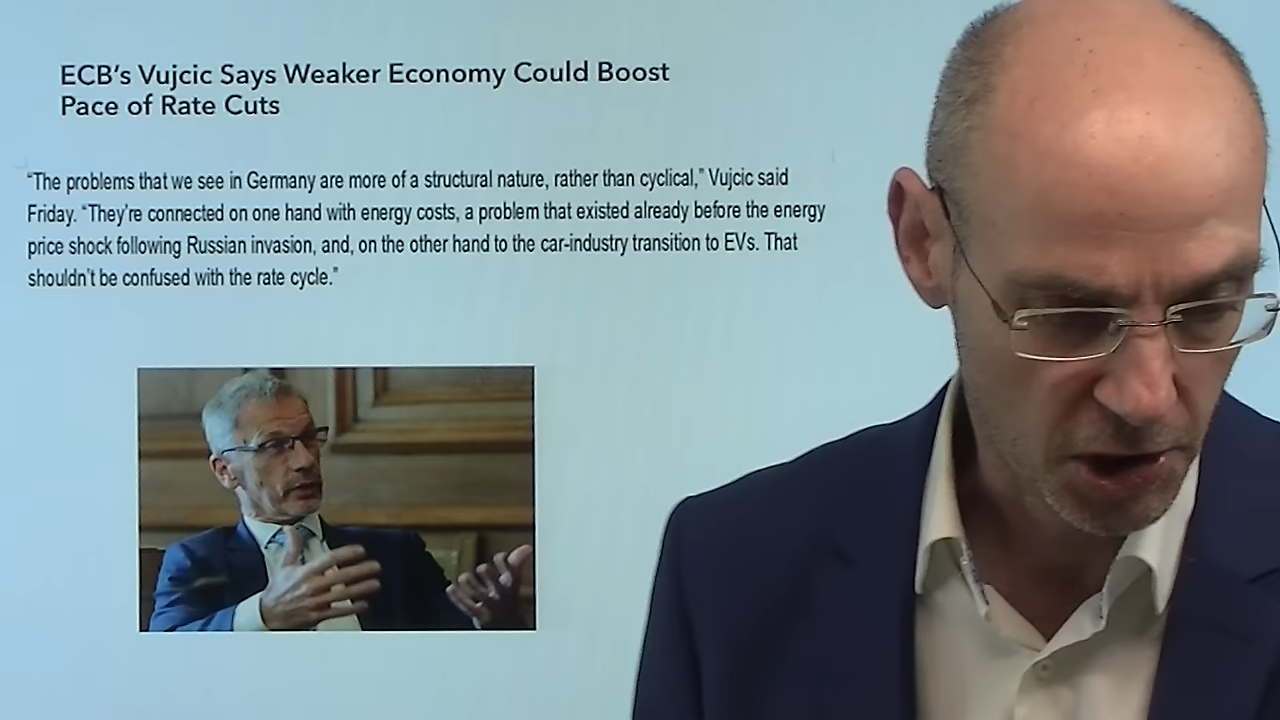 ECB’s Vujcic Says Weaker Economy Could Boost
Pace of Rate Cuts
“The problems that we see in Germany are more of a structural nature, rather than cyclical,” Vujcic said
Friday. “They’re connected on one hand with energy costs, a problem that existed already before the energy
price shock following Russian invasion, and, on the other hand to the car-industry transition to EVs. That
shouldn’t be confused with the rate cycle.”